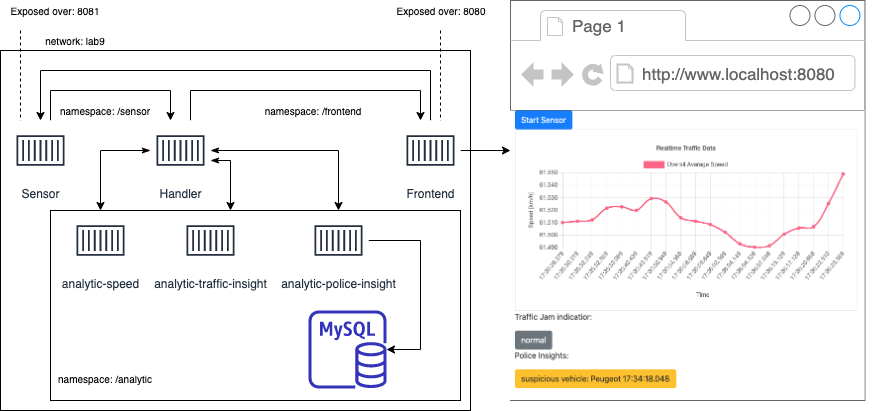 Exposed over: 8081
Exposed over: 8080
network: lab9
namespace: /sensor
namespace: /frontend
Sensor
Handler
Frontend
analytic-speed
analytic-traffic-insight
analytic-police-insight
MySQL
namespace: /analytic
Page 1
http://www.localhost:8080
Start Sensor
Realtime Traffic Data
Overall Average Speed
Speed (km/h)
61.550
61.540
61.530
61.520
61.510
61.500
61.490
Time
Traffic Jam indicator:
normal
Police Insights:
suspicious vehicle: Peugeot 17:34:18.046